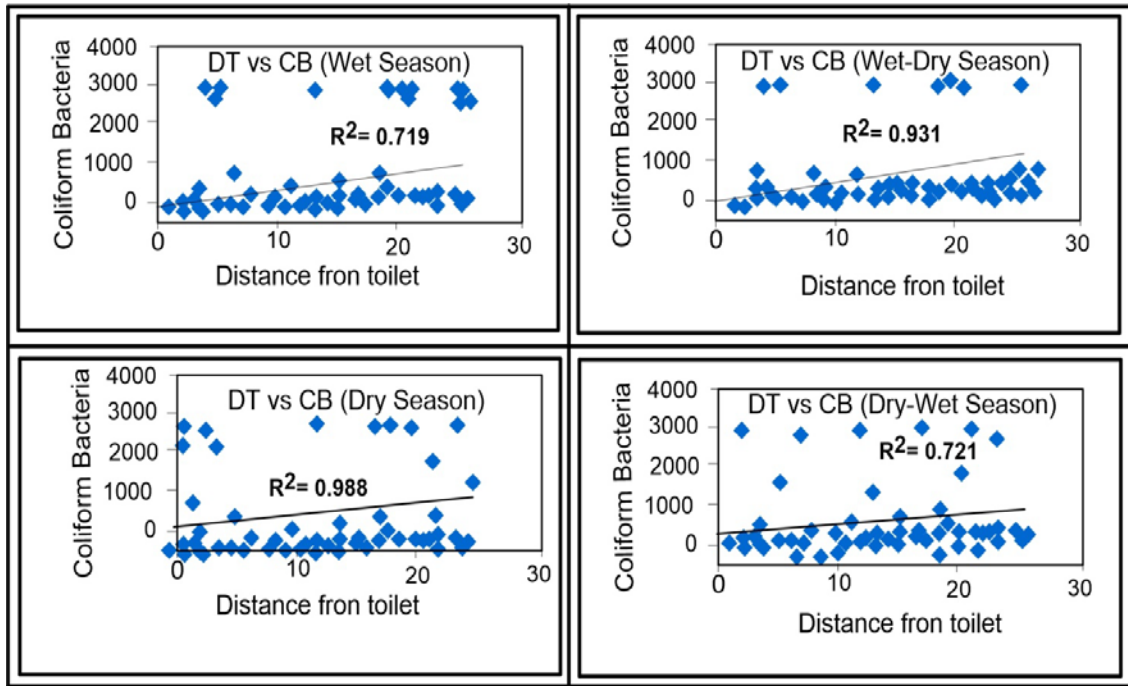 DT vs CB (Wet Season)
Coliform Bacteria
4000
3000
2000
1000
0
R2= 0.719
0 10 20 30
Distance fron toilet
DT vs CB (Wet-Dry Season)
Coliform Bacteria
4000
3000
2000
1000
0
R2= 0.931
0 10 20 30
Distance fron toilet
DT vs CB (Dry Season)
Coliform Bacteria
4000
3000
2000
1000
0
R2= 0.988
0 10 20 30
Distance fron toilet
DT vs CB (Dry-Wet Season)
Coliform Bacteria
4000
3000
2000
1000
0
R2= 0.721
0 10 20 30
Distance fron toilet